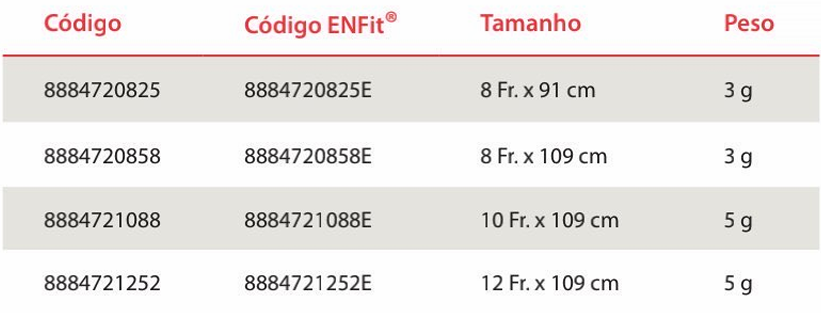 Código Código ENFit® Tamanho Peso
8884720825 8884720825E 8 Fr. x 91 cm 3 g
8884720858 8884720858E 8 Fr. x 109 cm 3 g
8884721088 8884721088E 10 Fr. x 109 cm 5 g
8884721252 8884721252E 12 Fr. x 109 cm 5 g